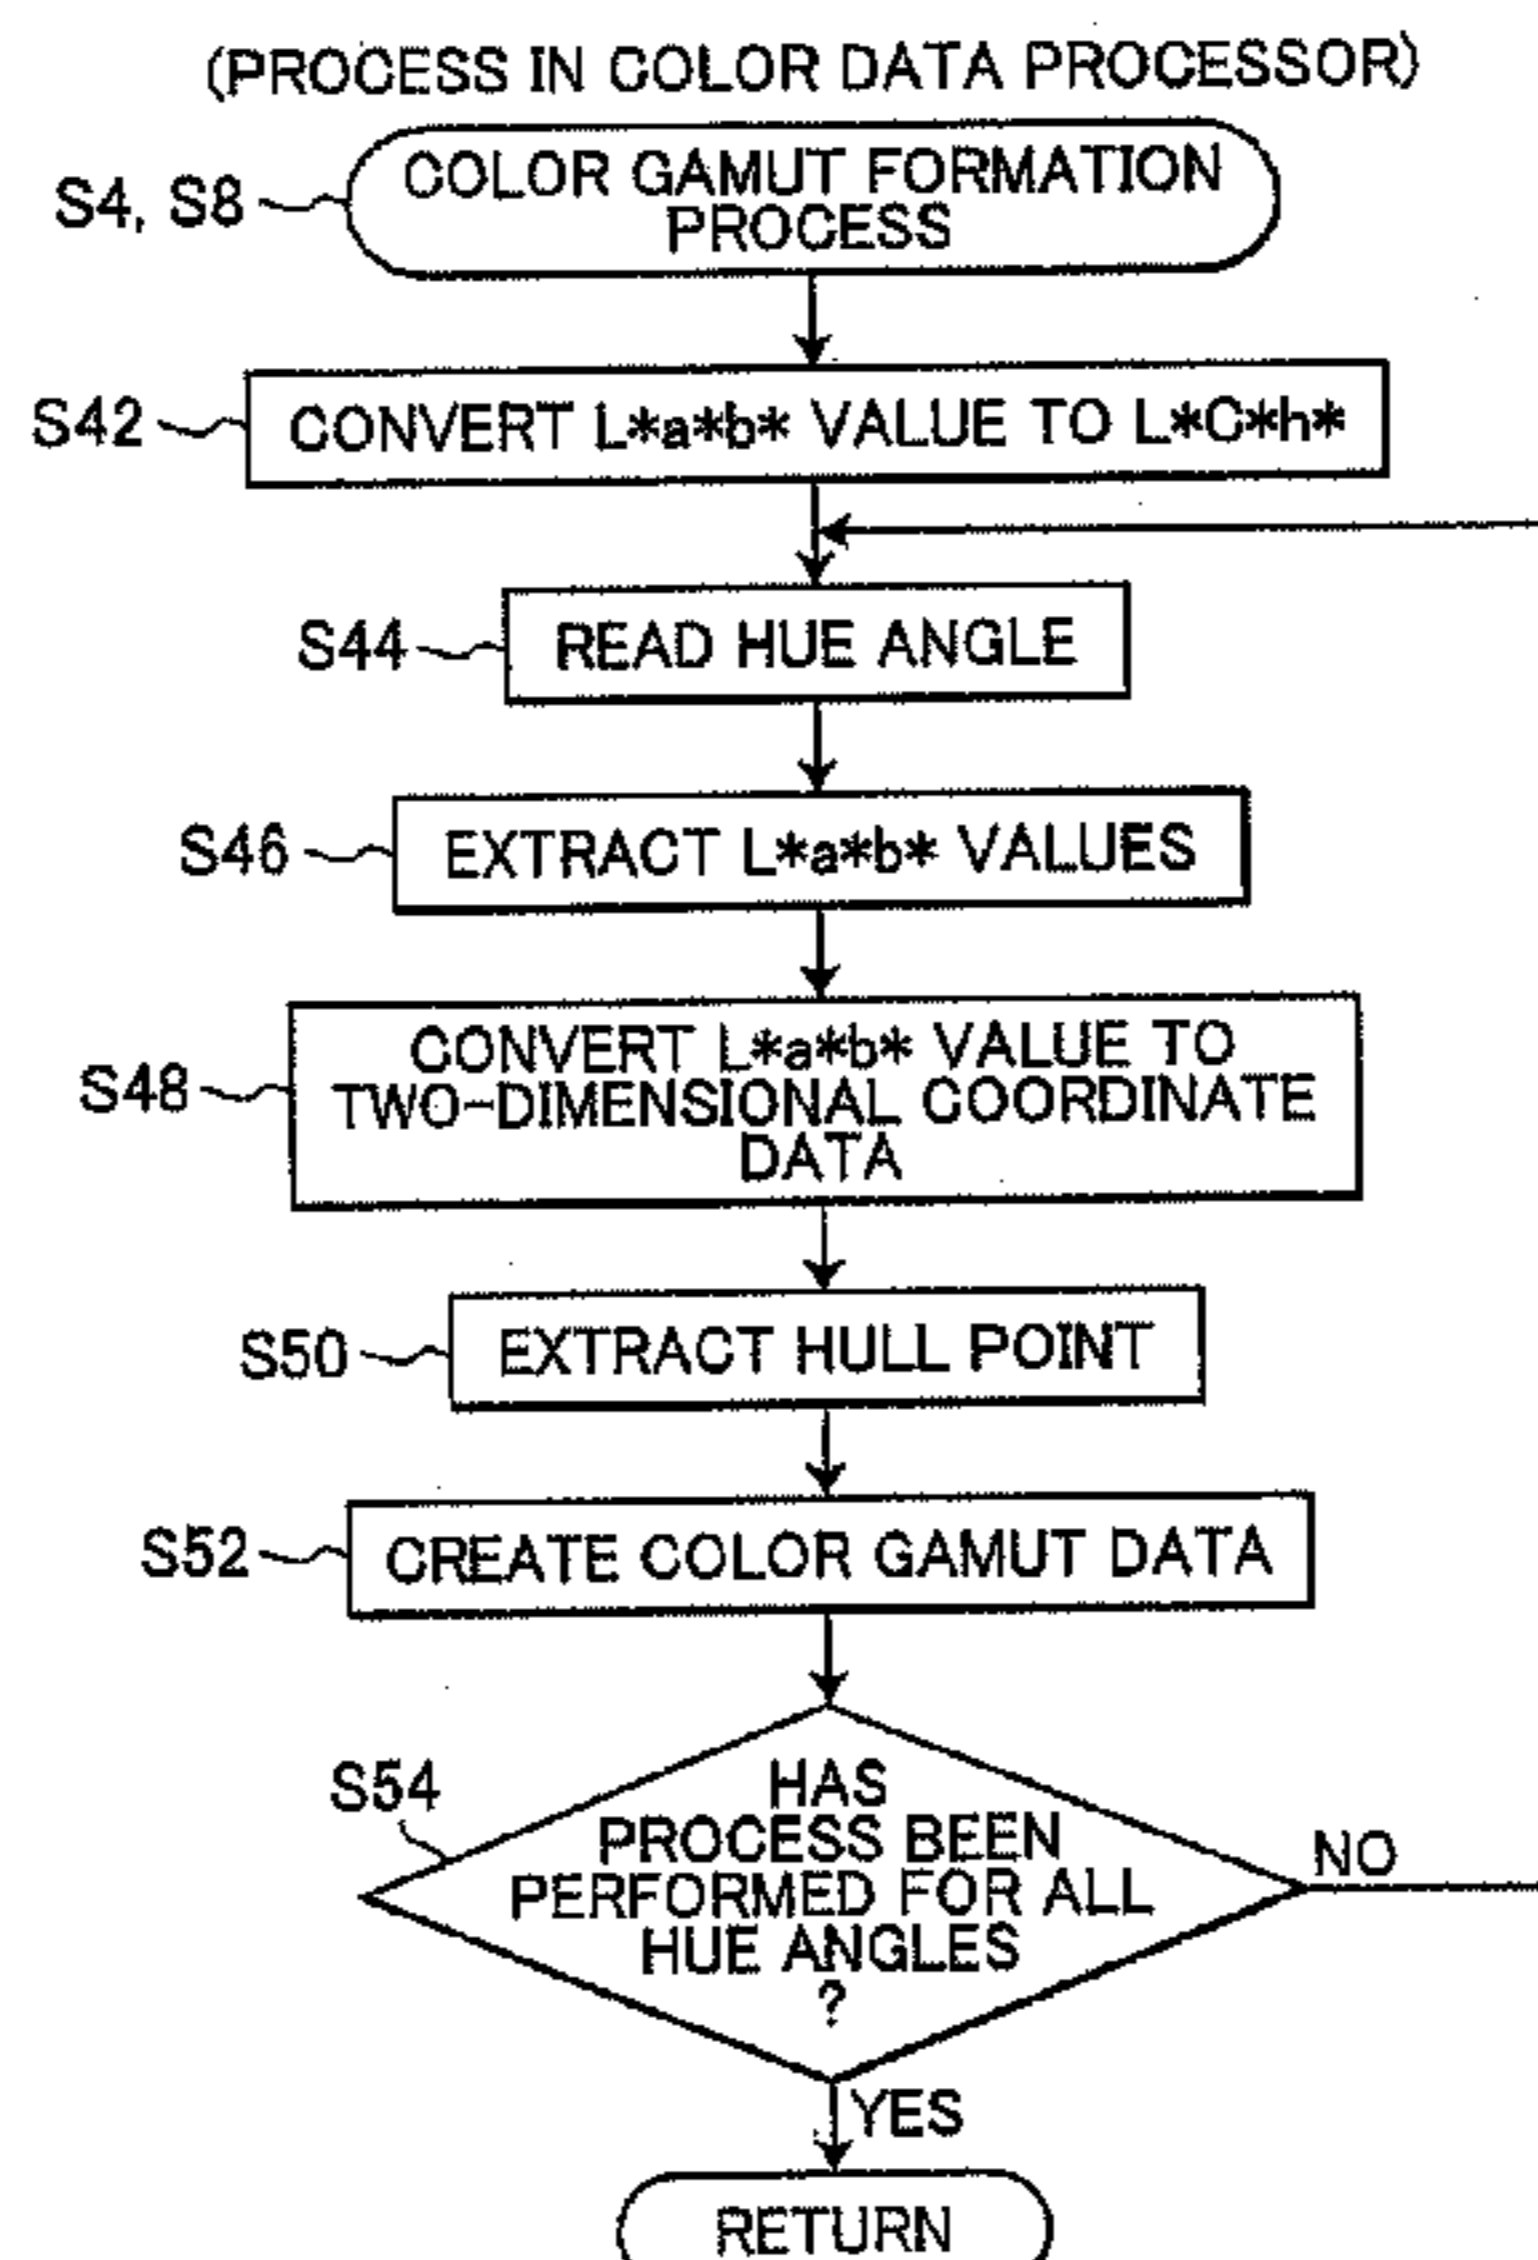 (PROCESS IN COLOR DATA PROCESSOR)
S4, S8
COLOR GAMUT FORMATION
PROCESS
S42
CONVERT L*a*b* VALUE TO L*C*h*
S44
READ HUE ANGLE
S46
EXTRACT L*a*b* VALUES
S48
CONVERT L*a*b* VALUE TO
TWO-DIMENSIONAL COORDINATE
DATA
S50
EXTRACT HULL POINT
S52
CREATE COLOR GAMUT DATA
S54
HAS
PROCESS BEEN
PERFORMED FOR ALL
HUE ANGLES
?
NO
YES
RETURN